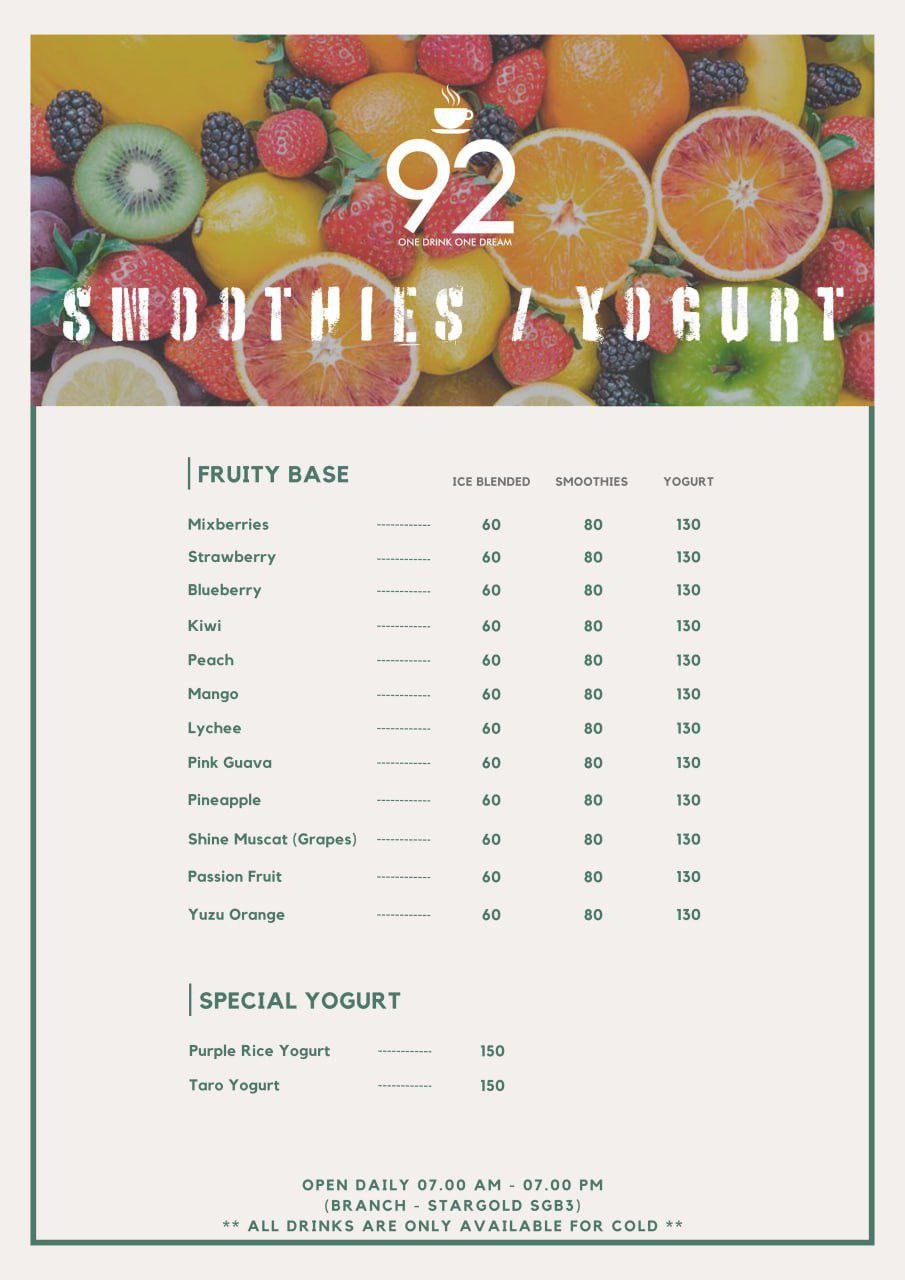 92
ONE DRINK ONE DREAM
SMOOTHIES / YOGURT
FRUITY BASE ICE BLENDED SMOOTHIES YOGURT
Mixberries ------------ 60 80 130
Strawberry ------------ 60 80 130
Blueberry ------------ 60 80 130
Kiwi ------------ 60 80 130
Peach ------------ 60 80 130
Mango ------------ 60 80 130
Lychee ------------ 60 80 130
Pink Guava ------------ 60 80 130
Pineapple ------------ 60 80 130
Shine Muscat (Grapes) ------------ 60 80 130
Passion Fruit ------------ 60 80 130
Yuzu Orange ------------ 60 80 130
SPECIAL YOGURT
Purple Rice Yogurt ------------ 150
Taro Yogurt ------------ 150
OPEN DAILY 07.00 AM - 07.00 PM
(BRANCH - STARGOLD SGB3)
** ALL DRINKS ARE ONLY AVAILABLE FOR COLD **